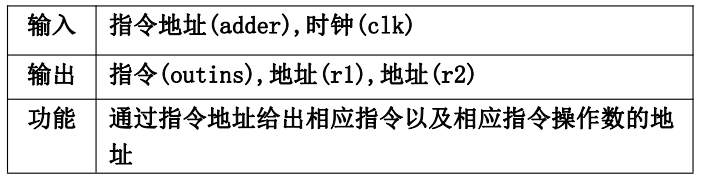 输入 指令地址(adder),时钟(clk)
输出 指令(outins),地址(r1),地址(r2)
功能 通过指令地址给出相应指令以及相应指令操作数的地
址